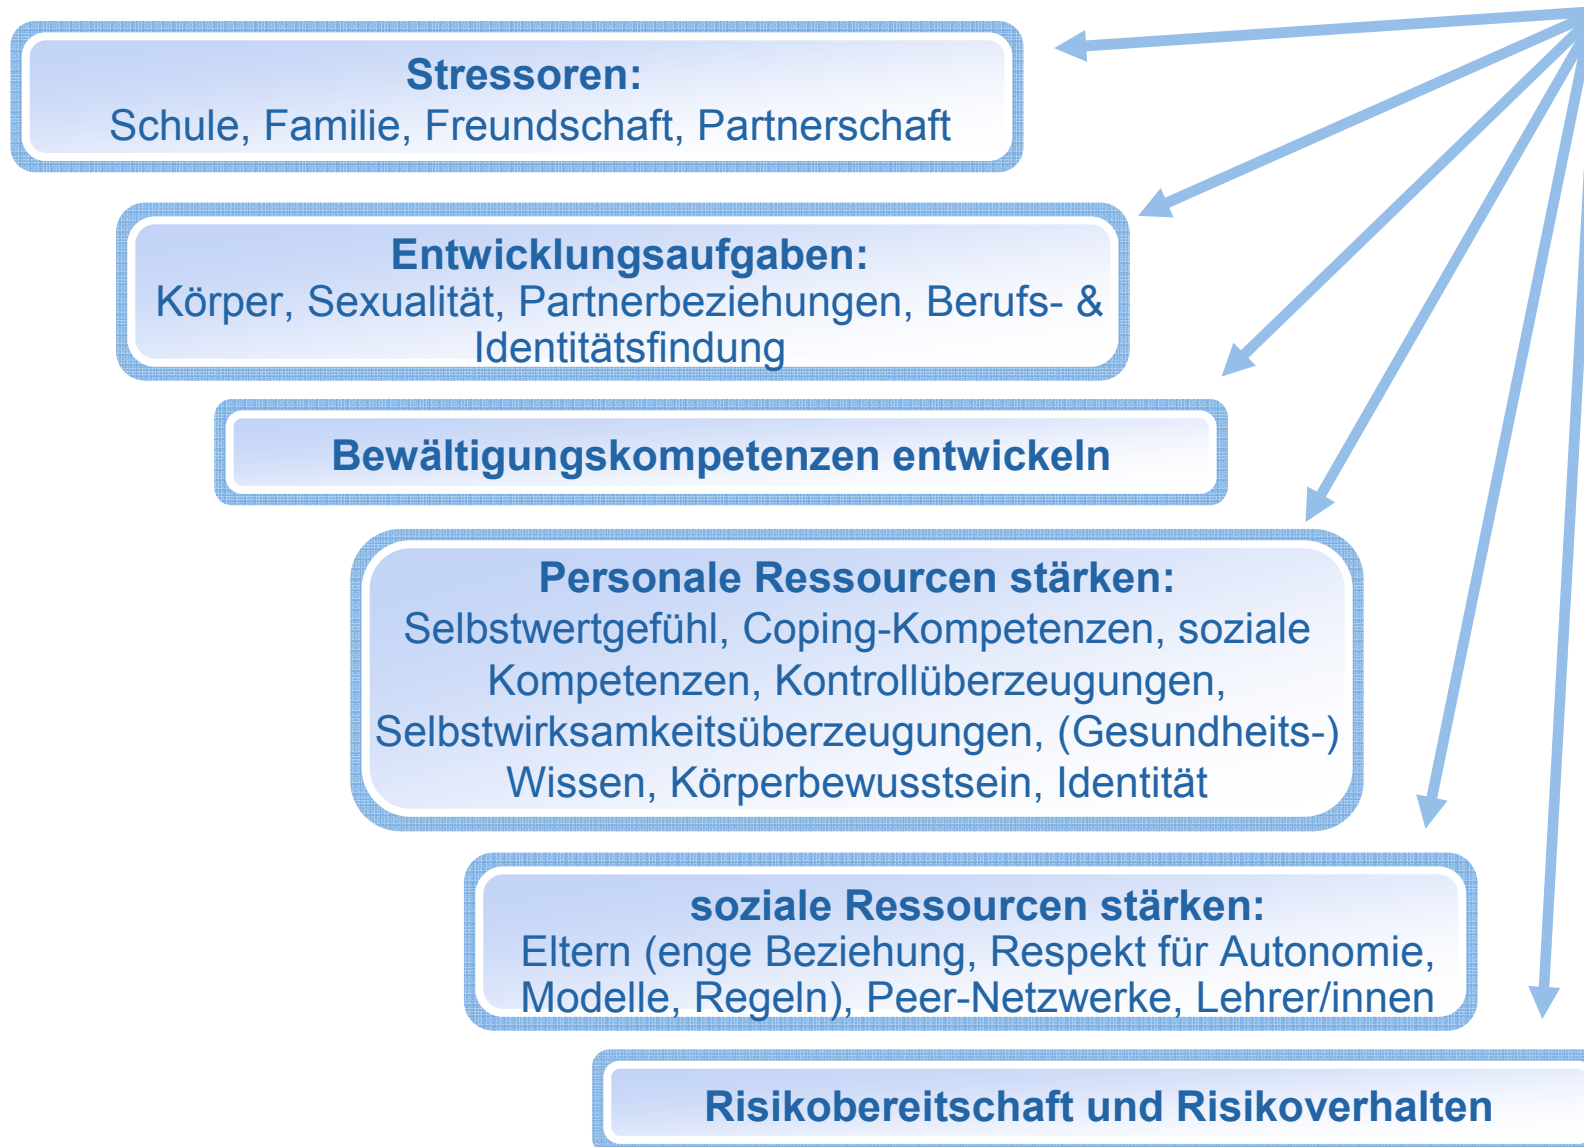 Stressoren:
Schule, Familie, Freundschaft, Partnerschaft
Entwicklungsaufgaben:
Körper, Sexualität, Partnerbeziehungen, Berufs- &
Identitätsfindung
Bewältigungskompetenzen entwickeln
Personale Ressourcen stärken:
Selbstwertgefühl, Coping-Kompetenzen, soziale
Kompetenzen, Kontrollüberzeugungen,
Selbstwirksamkeitsüberzeugungen, (Gesundheits-)
Wissen, Körperbewusstsein, Identität
soziale Ressourcen stärken:
Eltern (enge Beziehung, Respekt für Autonomie,
Modelle, Regeln), Peer-Netzwerke, Lehrer/innen
Risikobereitschaft und Risikoverhalten